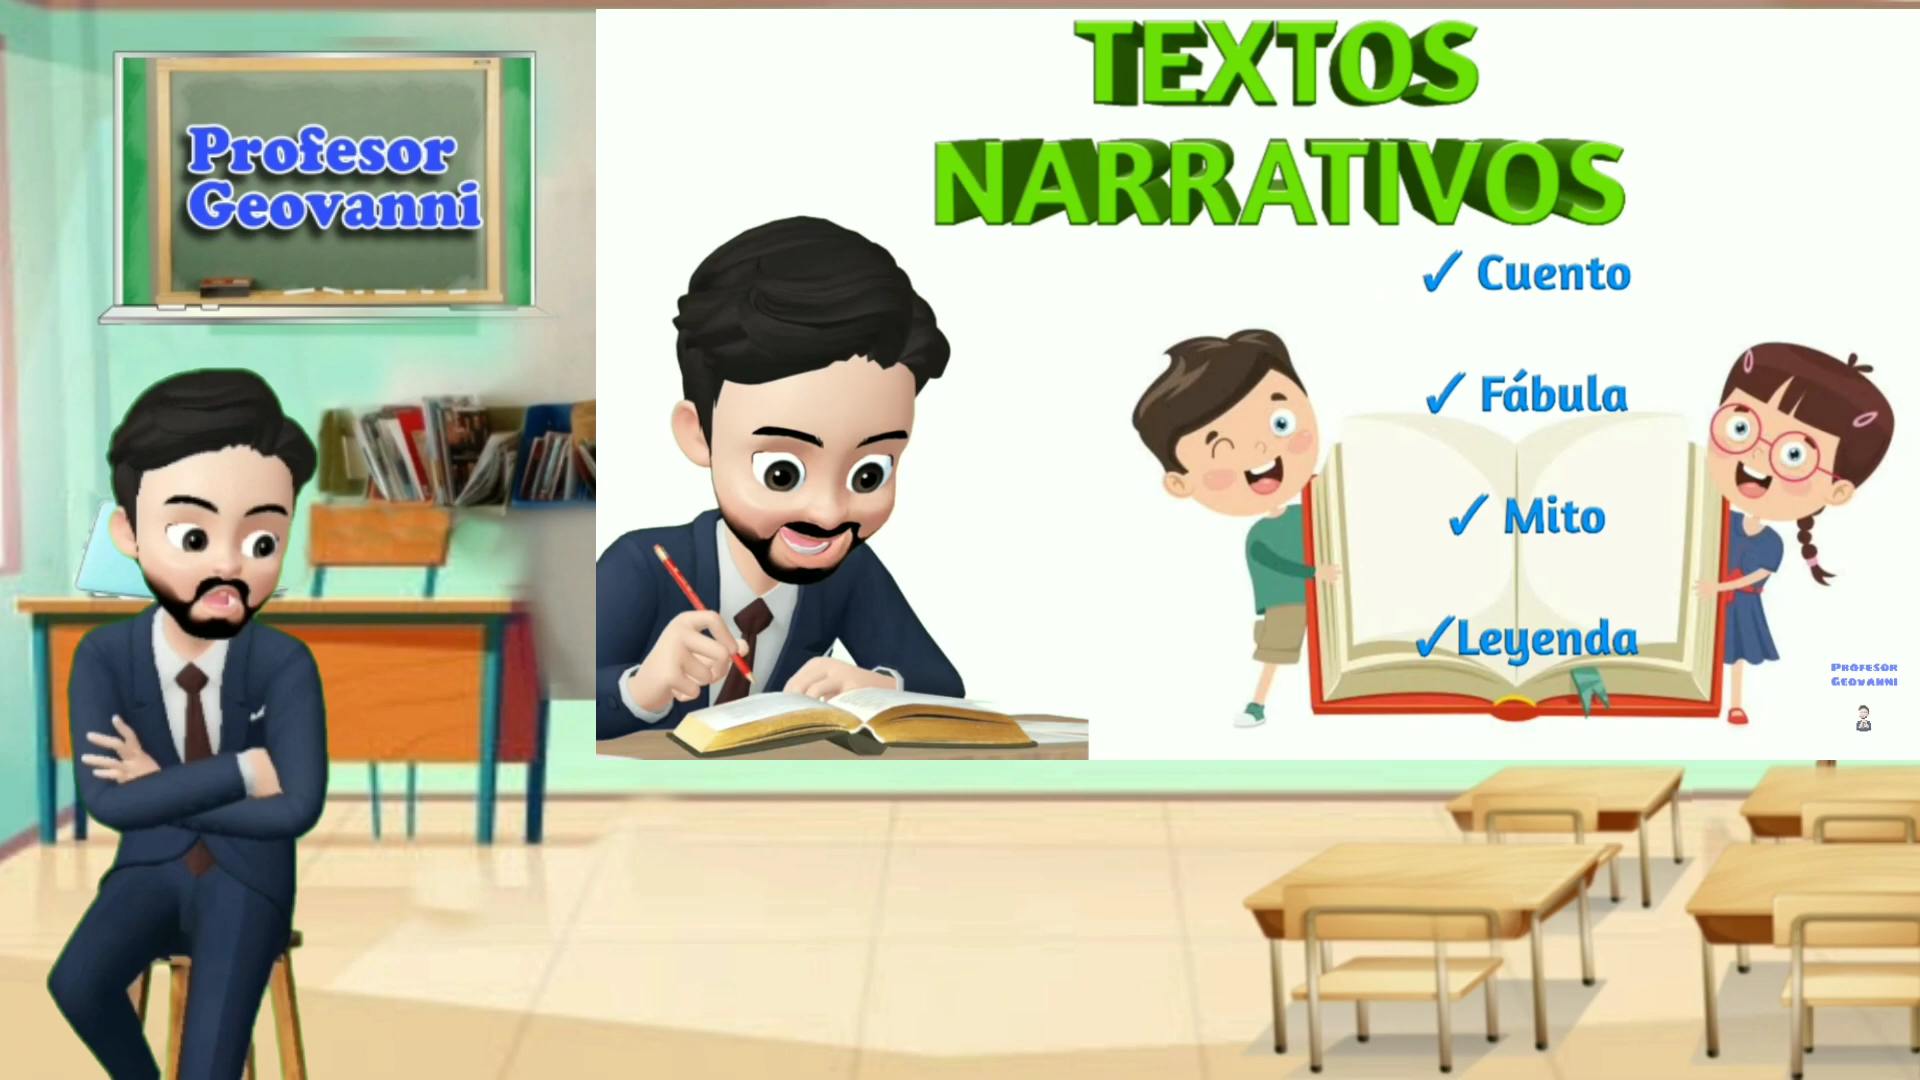 Profesor
Geovanni
TEXTOS
NARRATIVOS
✓ Cuento
✓ Fábula
✓ Mito
✓Leyenda
PROFESOR
GEOVANNI